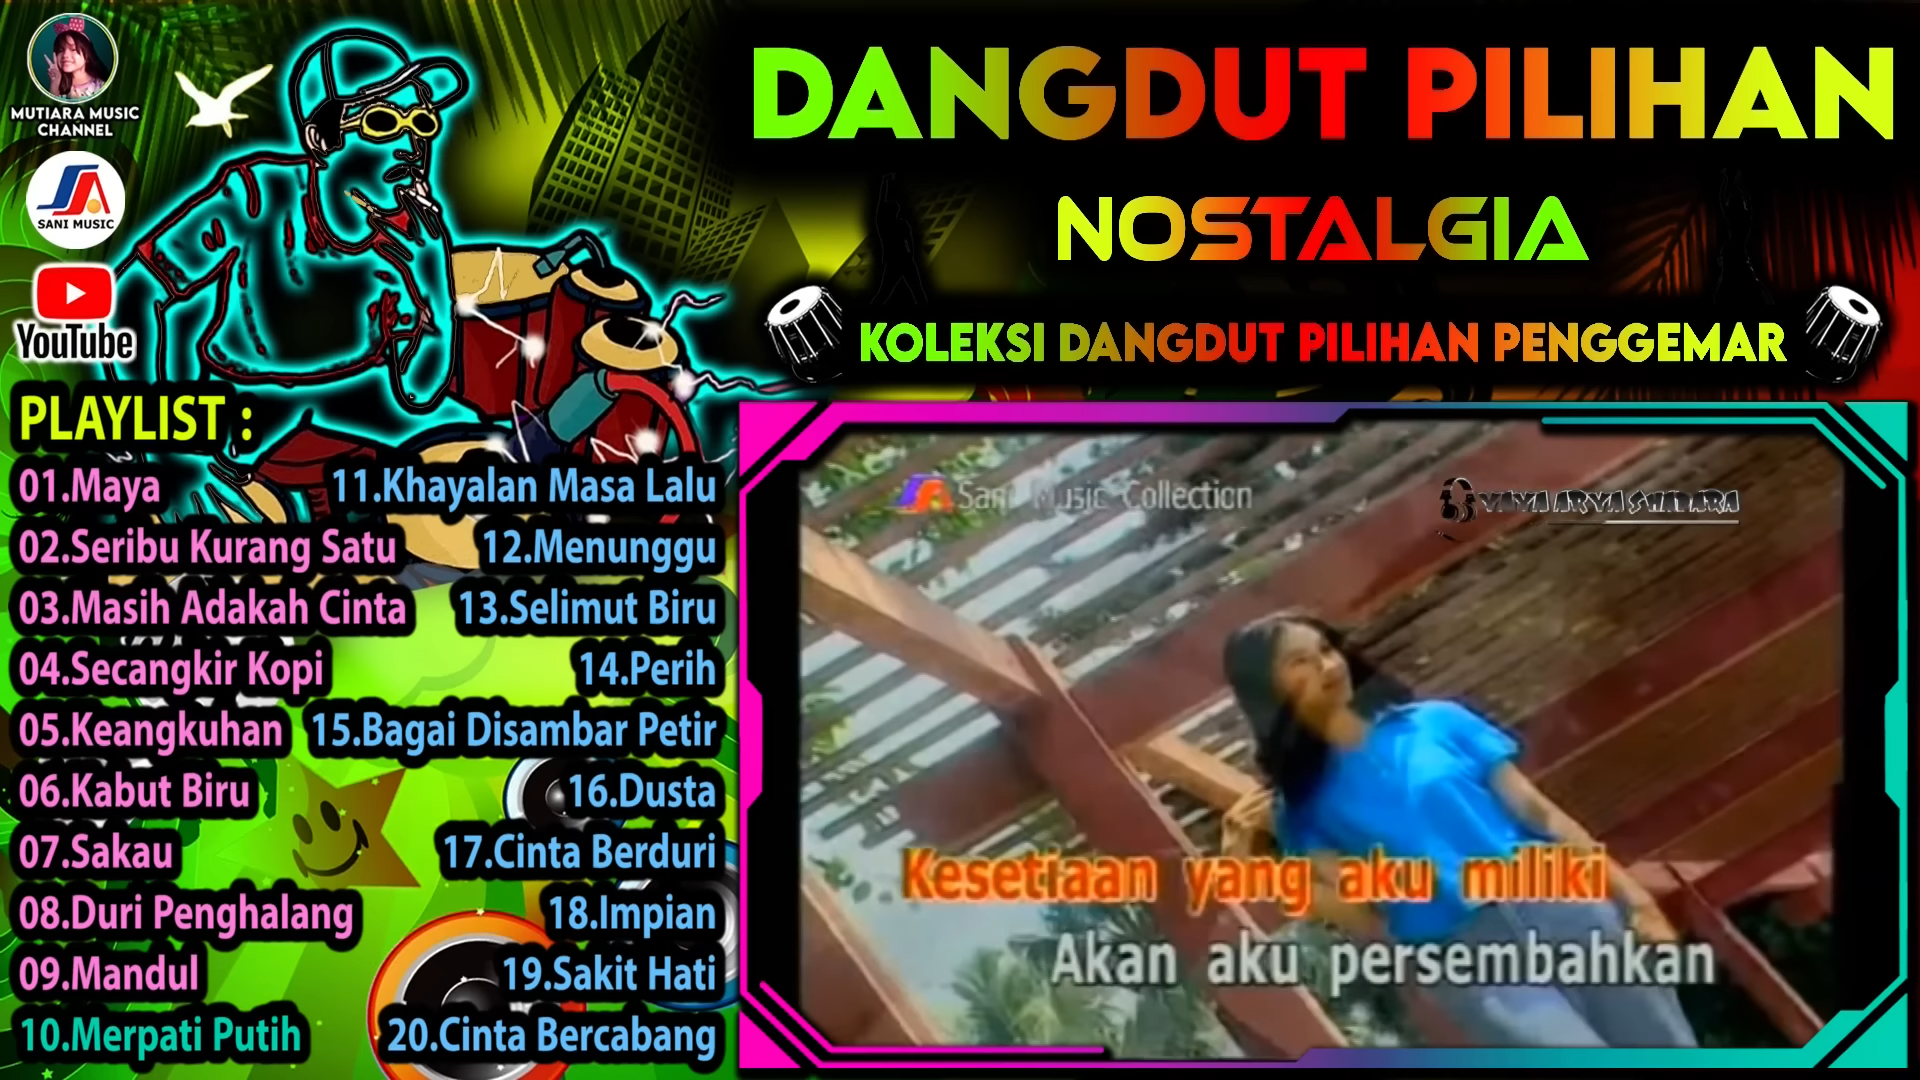 MUTIARA MUSIC
CHANNEL
SANI MUSIC
YouTube
DANGDUT PILIHAN
NOSTALGIA
KOLEKSI DANGDUT PILIHAN PENGGEMAR
PLAYLIST :
01.Maya
02.Seribu Kurang Satu
03.Masih Adakah Cinta
04.Secangkir Kopi
05.Keangkuhan
06.Kabut Biru
07.Sakau
08.Duri Penghalang
09.Mandul
10.Merpati Putih
11.Khayalan Masa Lalu
12.Menunggu
13.Selimut Biru
14.Perih
15.Bagai Disambar Petir
16.Dusta
17.Cinta Berduri
18.Impian
19.Sakit Hati
20.Cinta Bercabang
Sani Music Collection
Kesetiaan yang aku miliki
Akan aku persembahkan